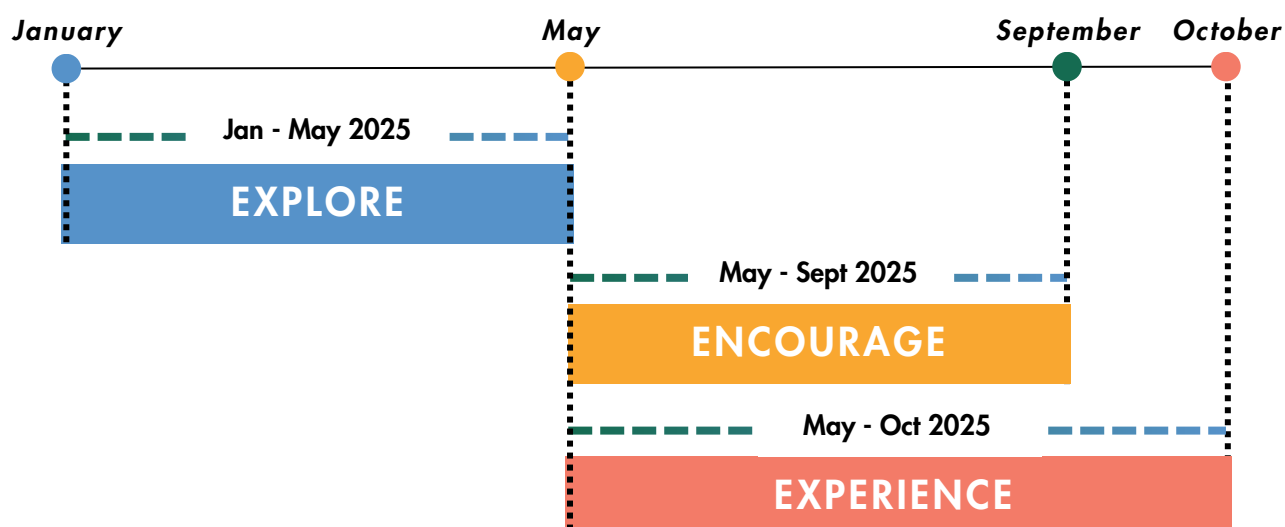 January May September October
Jan - May 2025
EXPLORE
May - Sept 2025
ENCOURAGE
May - Oct 2025
EXPERIENCE